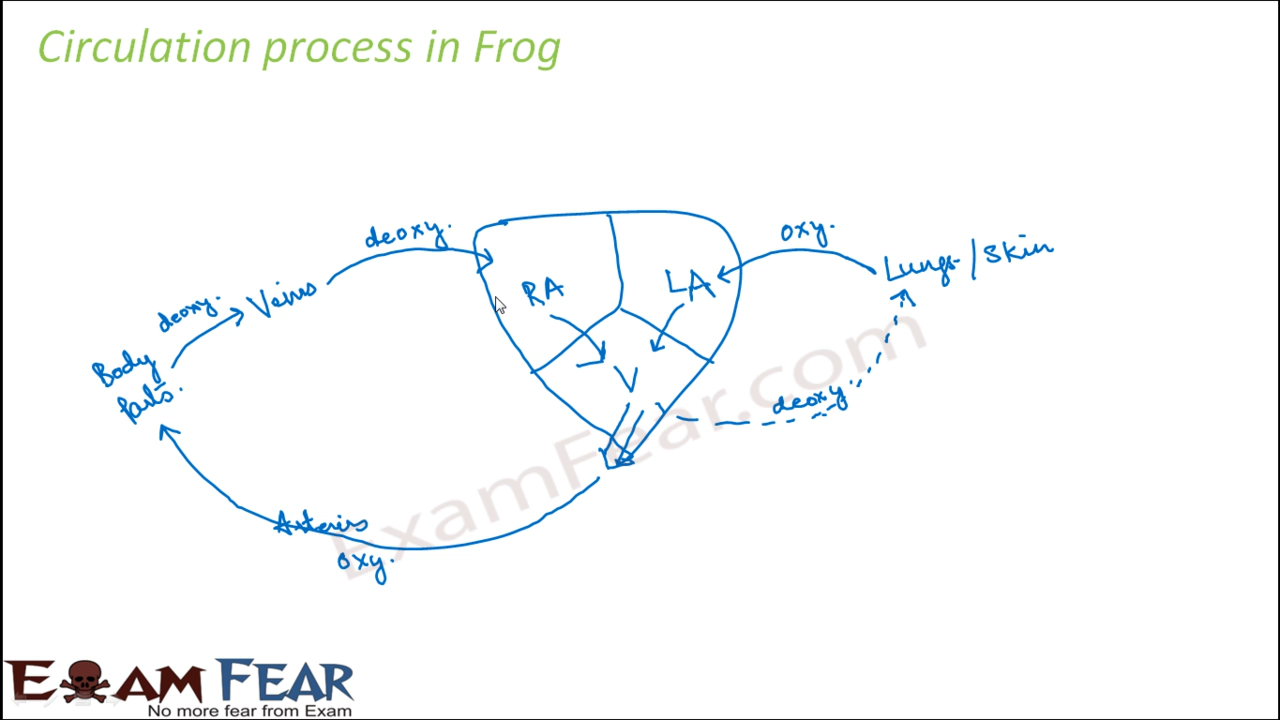 Circulation process in Frog
deoxy.
oxy.
Lungs / Skin
RA
LA
deoxy.
Veins
Body
Parts.
V
deoxy.
Arteris
oxy.
ExamFear.com
EXAM FEAR
No more fear from Exam